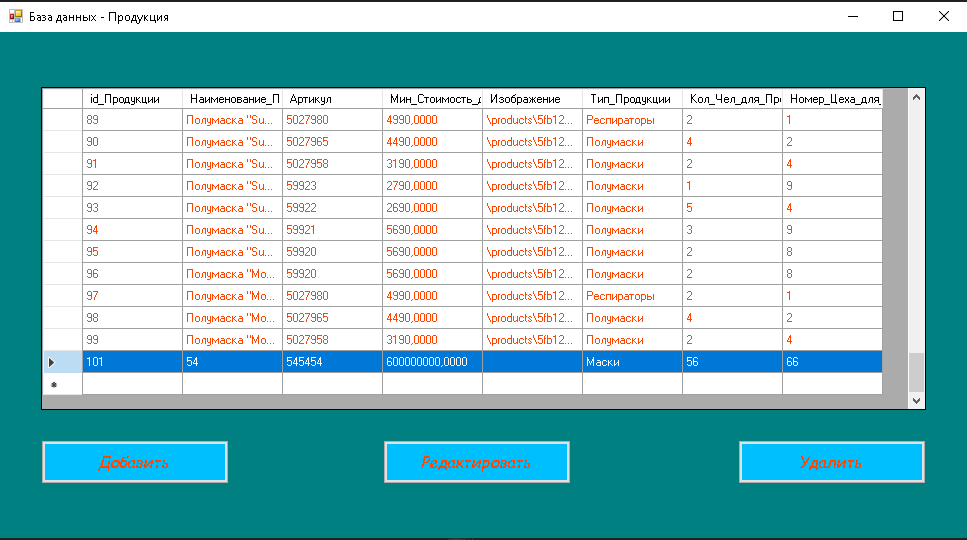 База данных - Продукция
id_Продукции Наименование_П Артикул Мин_Стоимость_д Изображение Тип_Продукции Кол_Чел_для_Пр Номер_Цеха_для_
89 Полумаска "Su... 5027980 4990,0000 \products\5fb12... Респираторы 2 1
90 Полумаска "Su... 5027965 4490,0000 \products\5fb12... Полумаски 4 2
91 Полумаска "Su... 5027958 3190,0000 \products\5fb12... Полумаски 2 4
92 Полумаска "Su... 59923 2790,0000 \products\5fb12... Полумаски 1 9
93 Полумаска "Su... 59922 2690,0000 \products\5fb12... Полумаски 5 4
94 Полумаска "Su... 59921 5690,0000 \products\5fb12... Полумаски 3 9
95 Полумаска "Su... 59920 5690,0000 \products\5fb12... Полумаски 2 8
96 Полумаска "Mo... 59920 5690,0000 \products\5fb12... Полумаски 2 8
97 Полумаска "Mo... 5027980 4990,0000 \products\5fb12... Респираторы 2 1
98 Полумаска "Mo... 5027965 4490,0000 \products\5fb12... Полумаски 4 2
99 Полумаска "Mo... 5027958 3190,0000 \products\5fb12... Полумаски 2 4
101 54 545454 600000000,0000 Маски 56 66
Добавить Редактировать Удалить